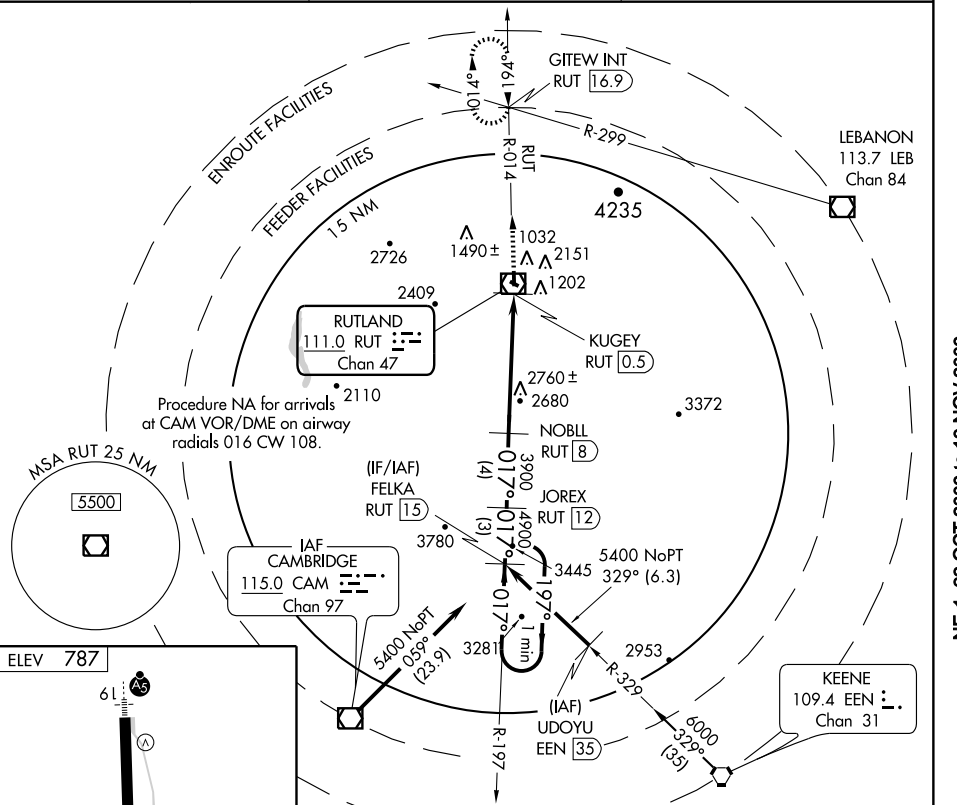 GITEW INT
RUT 16.9
194°
014°
ENROUTE FACILITIES
FEEDER FACILITIES
15 NM
R-299
RUT
R-014
LEBANON
113.7 LEB
Chan 84
4235
2726
1490±
1032
2151
1202
2409
RUTLAND
111.0 RUT
Chan 47
KUGEY
RUT 0.5
2110
2760±
2680
3372
Procedure NA for arrivals
at CAM VOR/DME on airway
radials 016 CW 108.
NOBLL
RUT 8
MSA RUT 25 NM
5500
(IF/IAF)
FELKA
RUT 15
3900
017°
(4)
JOREX
RUT 12
4900
017°
(3)
3780
IAF
CAMBRIDGE
115.0 CAM
Chan 97
3445
5400 NoPT
329° (6.3)
017°
197°
1 min
3281
5400 NoPT
059°
(23.9)
2953
R-329
R-197
(IAF)
UDOYU
EEN 35
6000
329°
(35)
KEENE
109.4 EEN
Chan 31
ELEV 787
19
A5